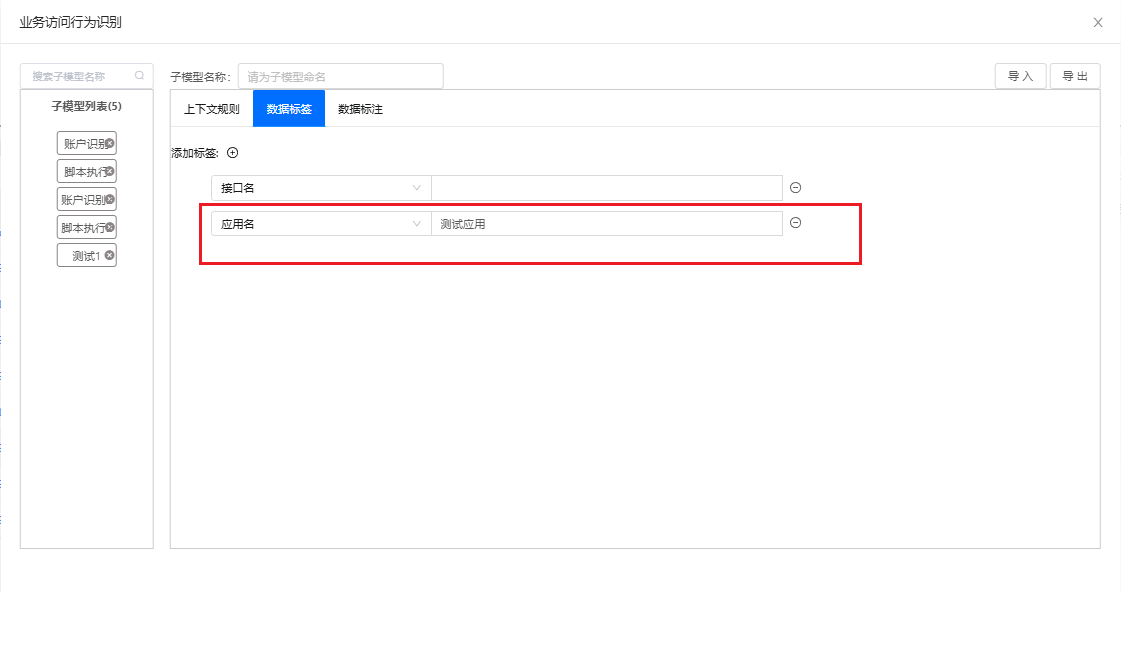 业务访问行为识别
搜索子模型名称
子模型名称：
请为子模型命名
导 入
导 出
子模型列表(5)
账户识别
脚本执行
账户识别
脚本执行
测试1
上下文规则
数据标签
数据标注
添加标签:
接口名
应用名
测试应用